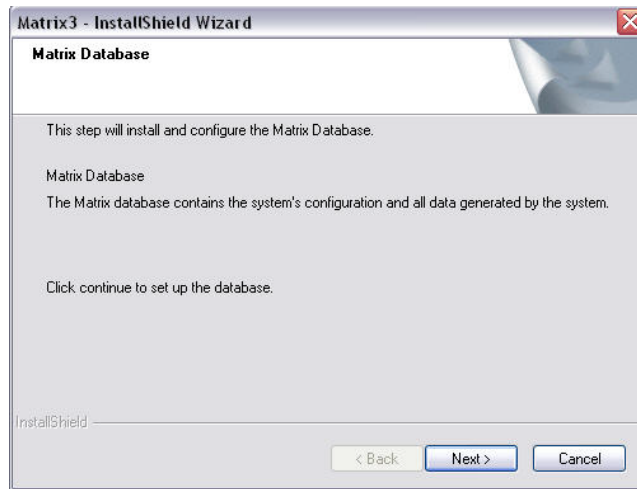 Matrix3 - InstallShield Wizard
Matrix Database
This step will install and configure the Matrix Database.
Matrix Database
The Matrix database contains the system's configuration and all data generated by the system.
Click continue to set up the database.
InstallShield
< Back Next > Cancel